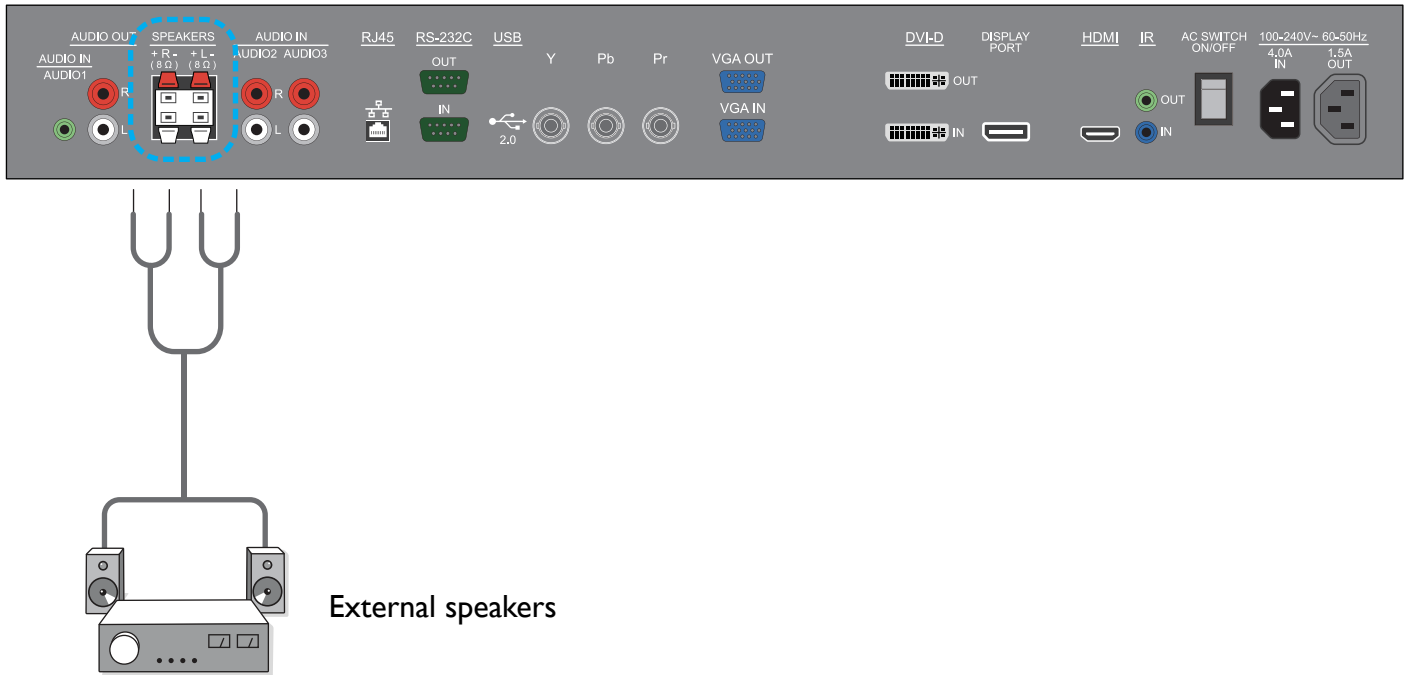 AUDIO OUT
SPEAKERS
AUDIO IN
+ R - + L -
(8Ω) (8Ω)
AUDIO IN
AUDIO1
AUDIO2 AUDIO3
R
L
R
L
RJ45
RS-232C
OUT
IN
USB
2.0
Y
Pb
Pr
VGA OUT
VGA IN
DVI-D
OUT
IN
DISPLAY
PORT
HDMI
IR
OUT
IN
AC SWITCH
ON/OFF
100-240V~ 60-50Hz
4.0A
IN
1.5A
OUT
External speakers